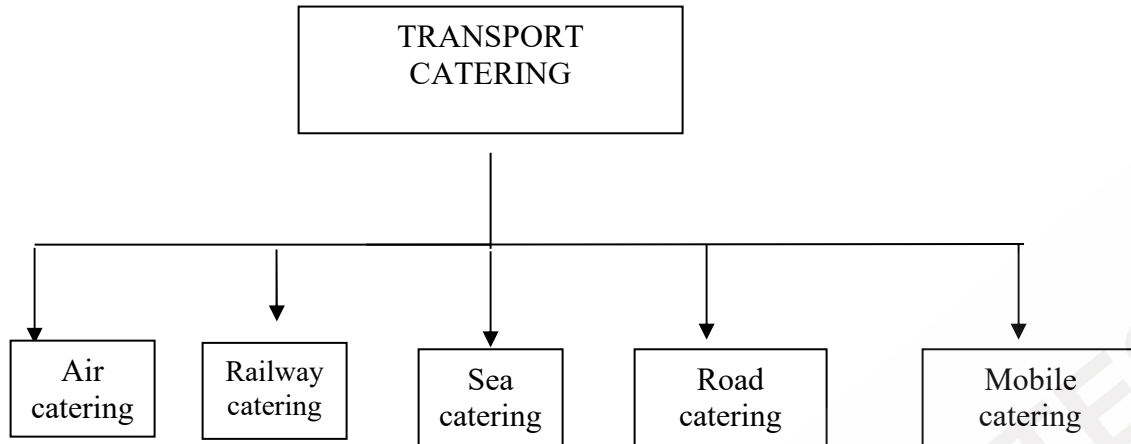 TRANSPORT
CATERING
Air
catering
Railway
catering
Sea
catering
Road
catering
Mobile
catering